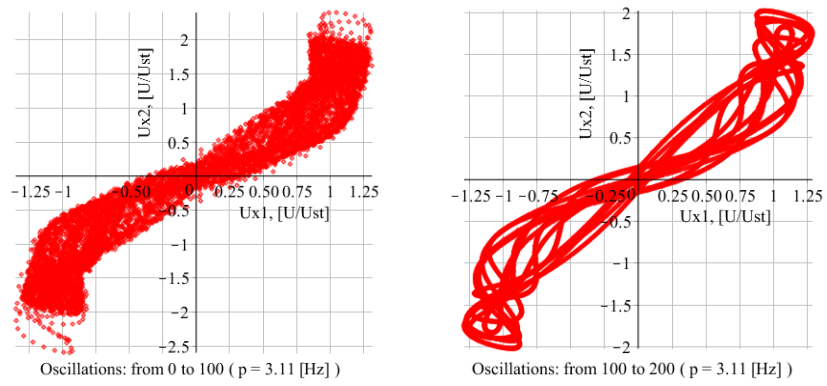 2
1.5
1
0.5
Ux2, [U/Ust]
−1.25 −1 −0.50 0 0.25 0.50 0.75 1.25
−0.5
Ux1, [U/Ust]
−1
−1.5
−2
−2.5
Oscillations: from 0 to 100 ( p = 3.11 [Hz] )
2
1.5
1
0.5
Ux2, [U/Ust]
−1.25 −1 −0.75 −0.250 0.25 0.50 0.75 1 1.25
−0.5
Ux1, [U/Ust]
−1
−1.5
−2
Oscillations: from 100 to 200 ( p = 3.11 [Hz] )